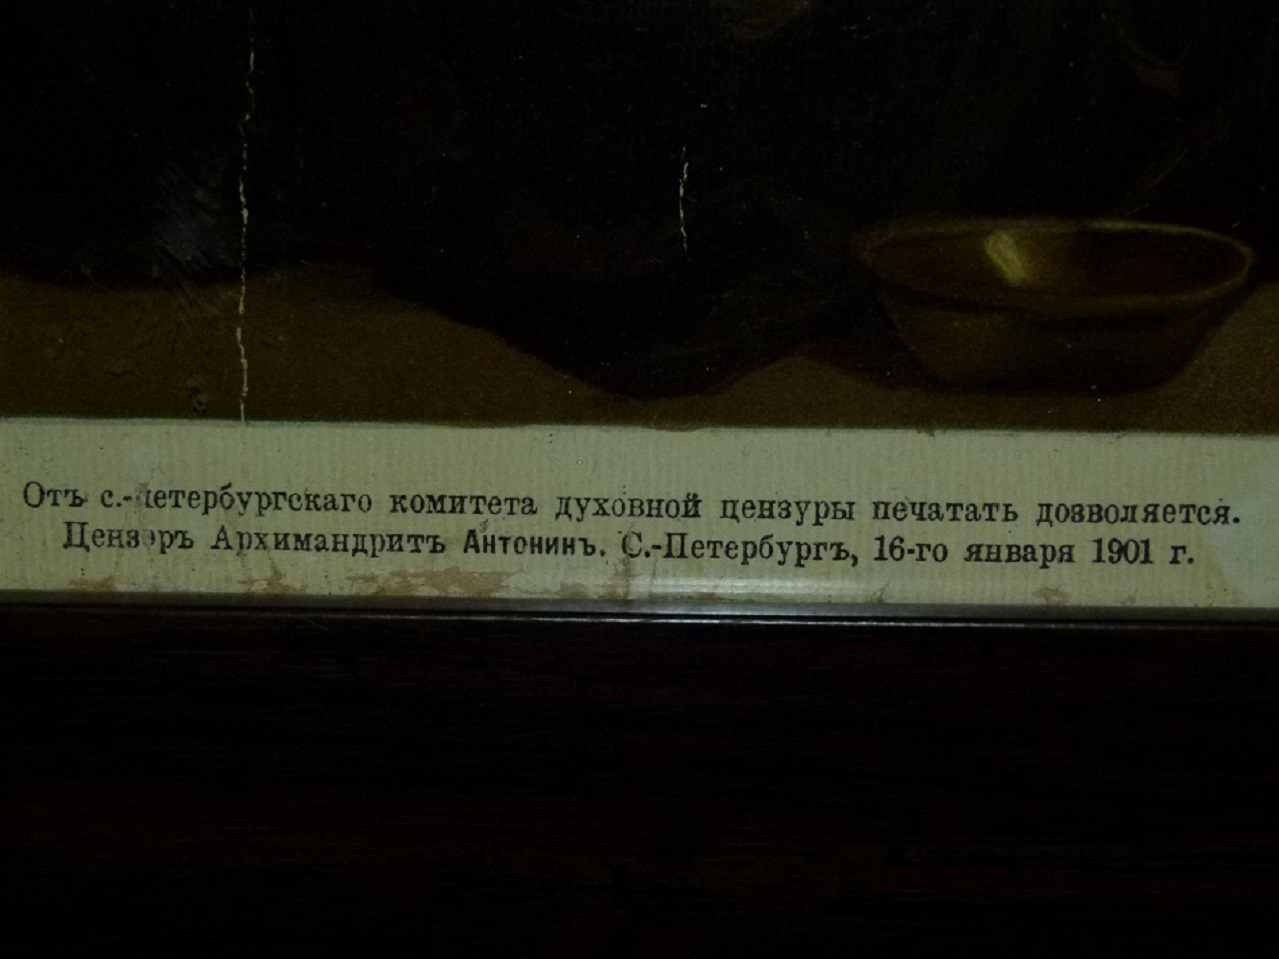 Отъ с.-петербургскаго комитета духовной цензуры печатать дозволяется.
Цензоръ Архимандритъ Антонинъ. С.-Петербургъ, 16-го января 1901 г.